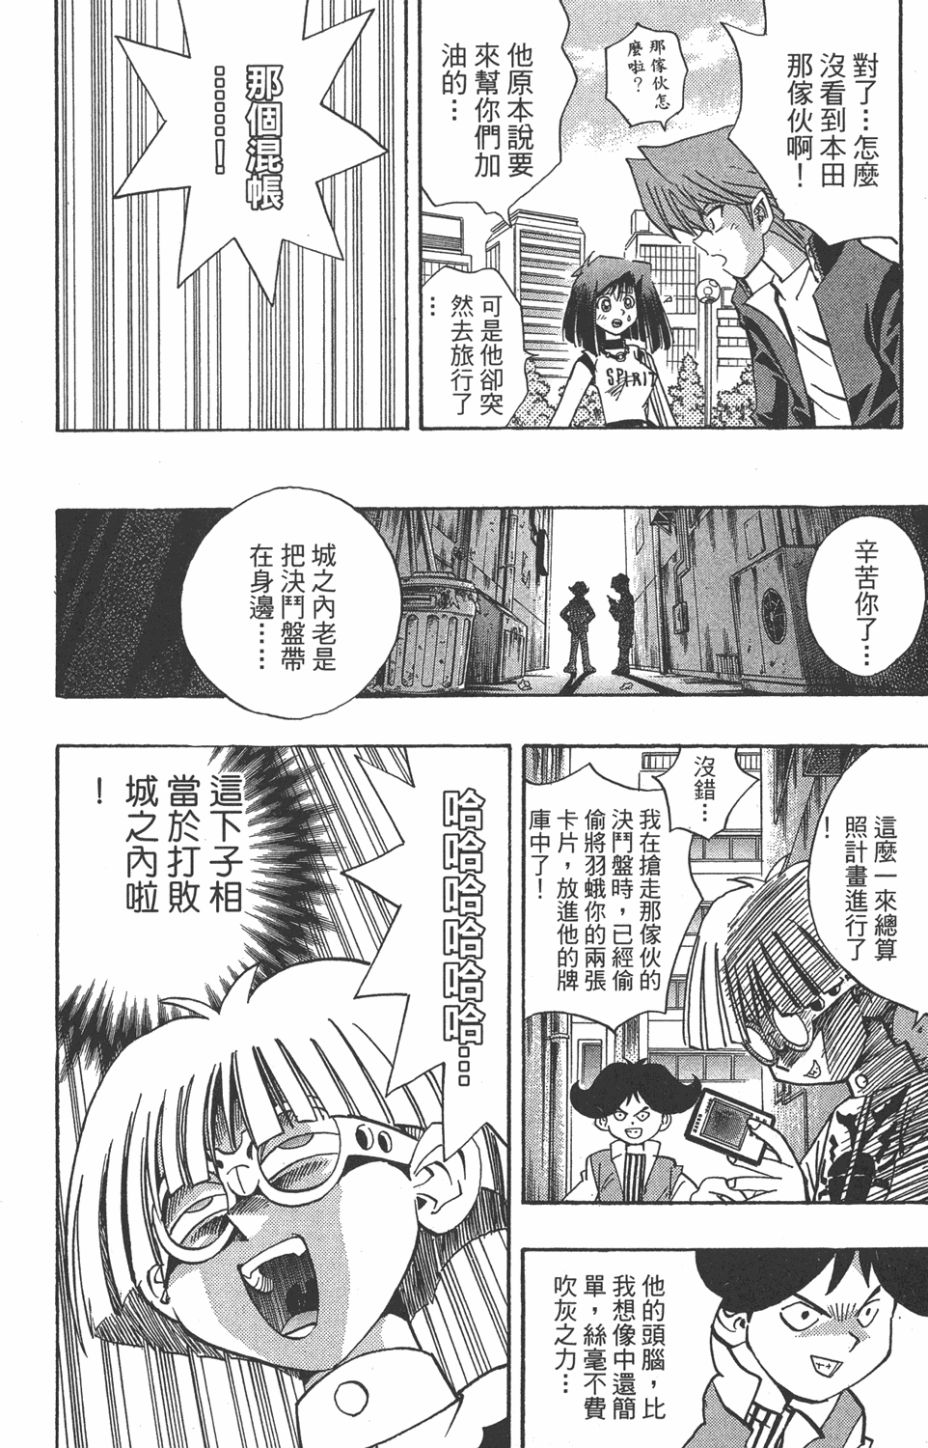 對了…怎麼
沒看到本田
那傢伙啊！
那傢伙怎
麼啦？
他原本說要
來幫你們加
油的…
可是他卻突
然去旅行了
…
SPIRIT
那個混帳
……！
辛苦你了…
城之內老是
把決鬥盤帶
在身邊……
這麼一來總算
照計畫進行了
！
沒錯…
我在搶走那傢伙的
決鬥盤時，已經偷
偷將羽蛾你的兩張
卡片，放進他的牌
庫中了！
哈哈哈哈哈哈…
這下子相
當於打敗
城之內啦
！
他的頭腦，比
我想像中還簡
單，絲毫不費
吹灰之力…